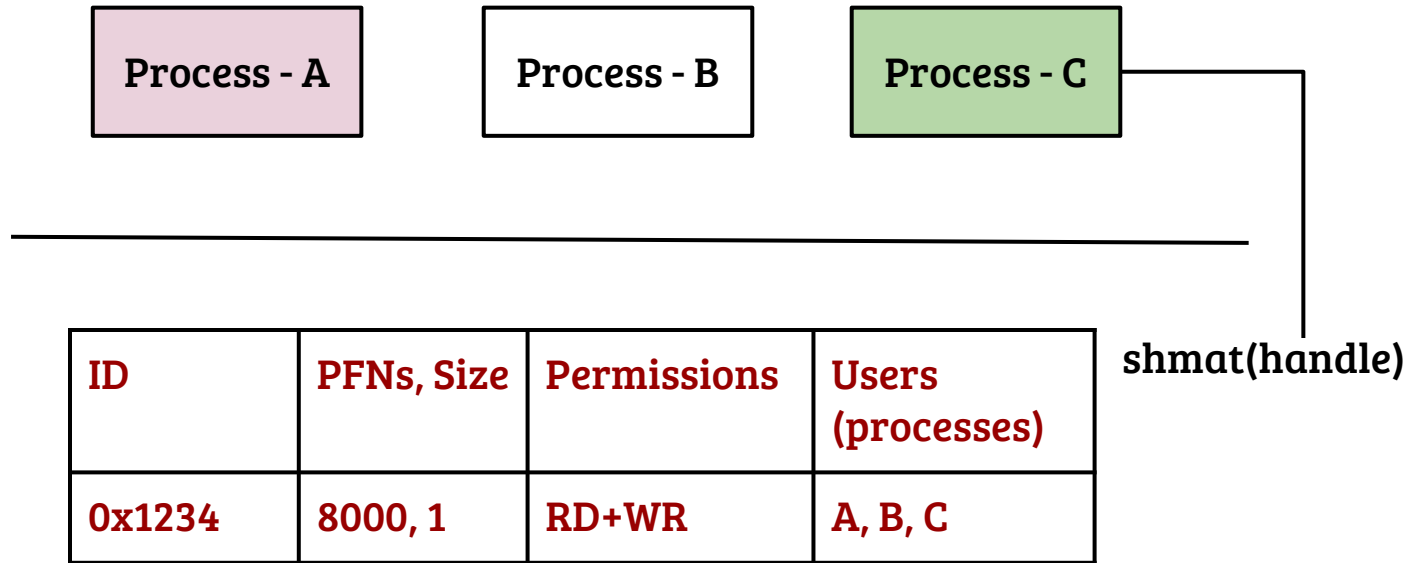 Process - A
Process - B
Process - C
shmat(handle)
ID
PFNs, Size
Permissions
Users
(processes)
0x1234
8000, 1
RD+WR
A, B, C